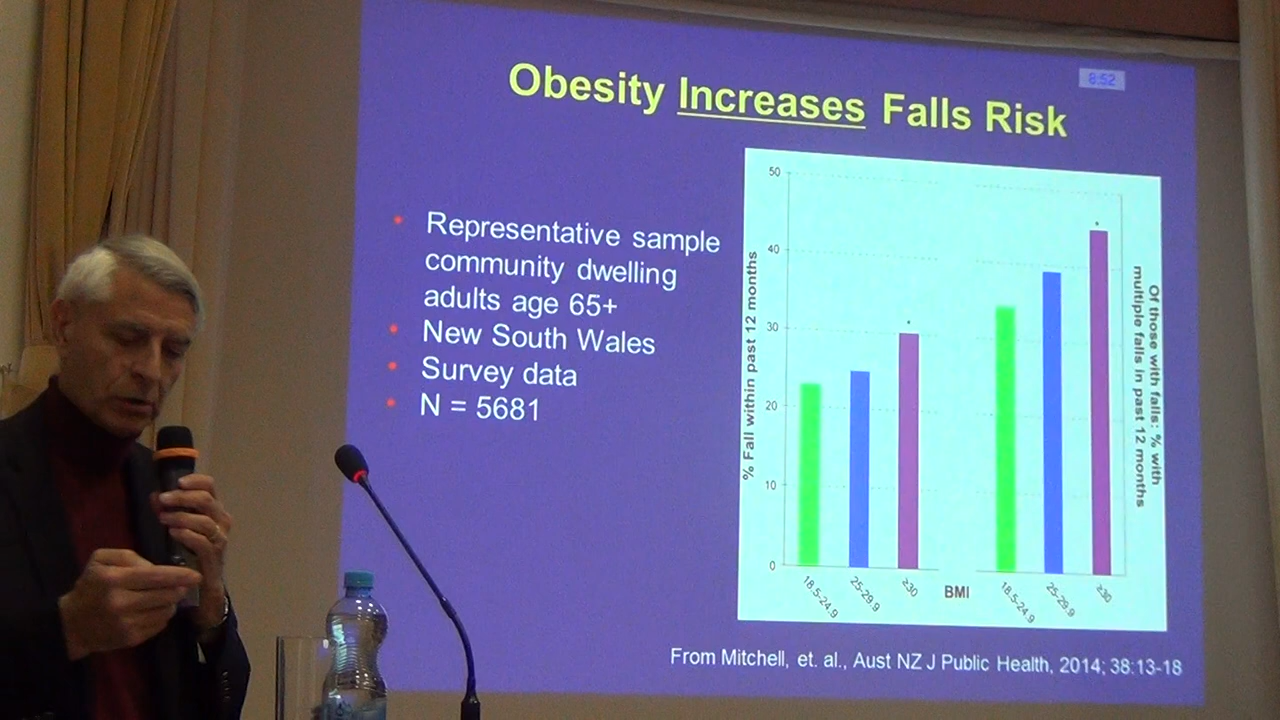 8:52
Obesity Increases Falls Risk
• Representative sample
community dwelling
adults age 65+
• New South Wales
• Survey data
• N = 5681
% Fall within past 12 months
50
40
30
20
10
0
*
*
18.5-24.9
25-29.9
≥30
BMI
18.5-24.9
25-29.9
≥30
Of those with falls: % with
multiple falls in past 12 months
From Mitchell, et. al., Aust NZ J Public Health, 2014; 38:13-18